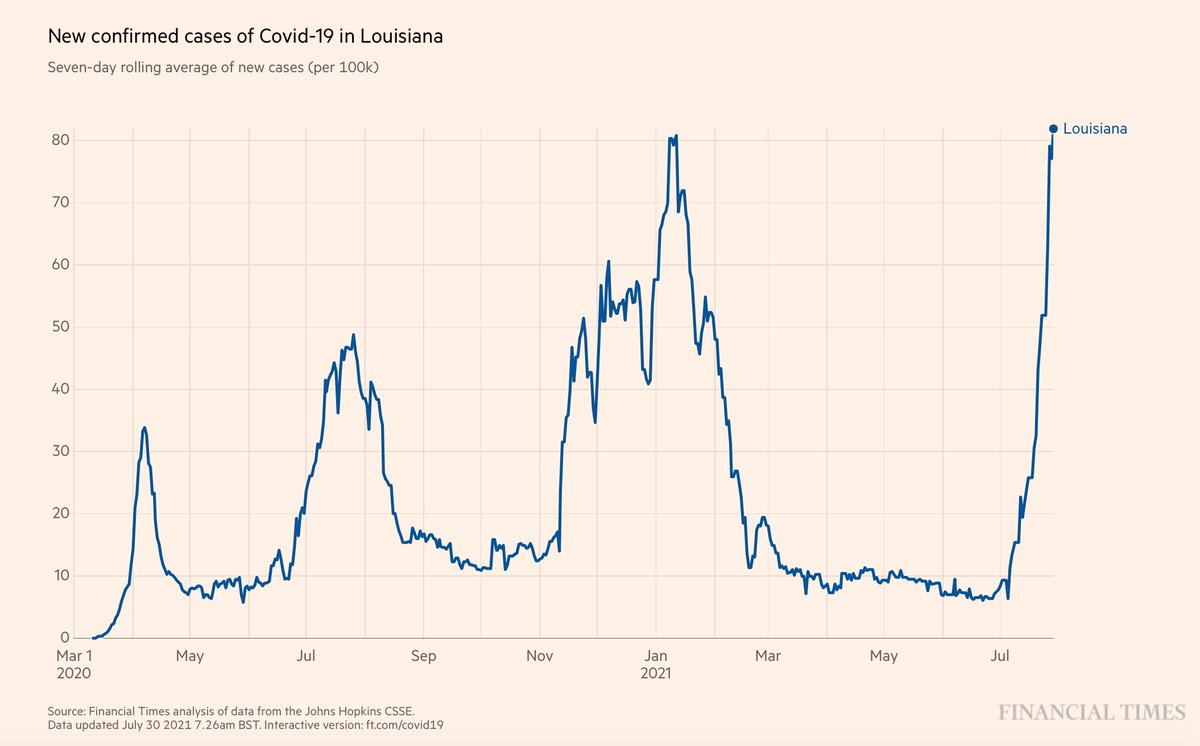 New confirmed cases of Covid-19 in Louisiana
Seven-day rolling average of new cases (per 100k)
Louisiana
80
70
60
50
40
30
20
10
0
Mar 1 May Jul Sep Nov Jan Mar May Jul
2020 2021
Source: Financial Times analysis of data from the Johns Hopkins CSSE.
Data updated July 30 2021 7.26am BST. Interactive version: ft.com/covid19
FINANCIAL TIMES